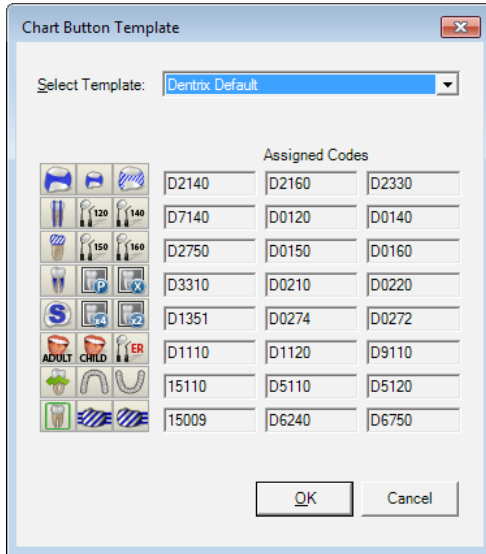 Chart Button Template
Select Template: Dentrix Default
Assigned Codes
D2140 D2160 D2330
120 140 D7140 D0120 D0140
150 160 D2750 D0150 D0160
P X D3310 D0210 D0220
S x4 x2 D1351 D0274 D0272
ADULT CHILD ER D1110 D1120 D9110
15110 D5110 D5120
15009 D6240 D6750
OK Cancel